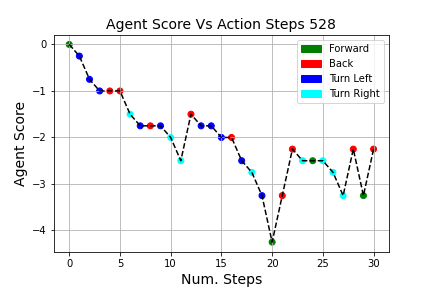 Agent Score Vs Action Steps 528
Forward
Back
Turn Left
Turn Right
Agent Score
0
−1
−2
−3
−4
0 5 10 15 20 25 30
Num. Steps